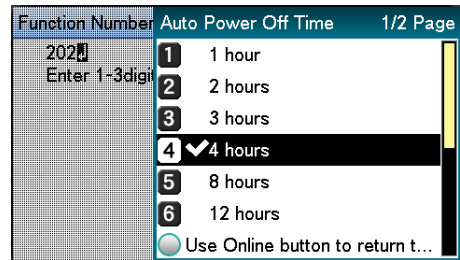 Function Number
202
Enter 1-3digi
Auto Power Off Time 1/2 Page
1 1 hour
2 2 hours
3 3 hours
4 4 hours
5 8 hours
6 12 hours
Use Online button to return t...